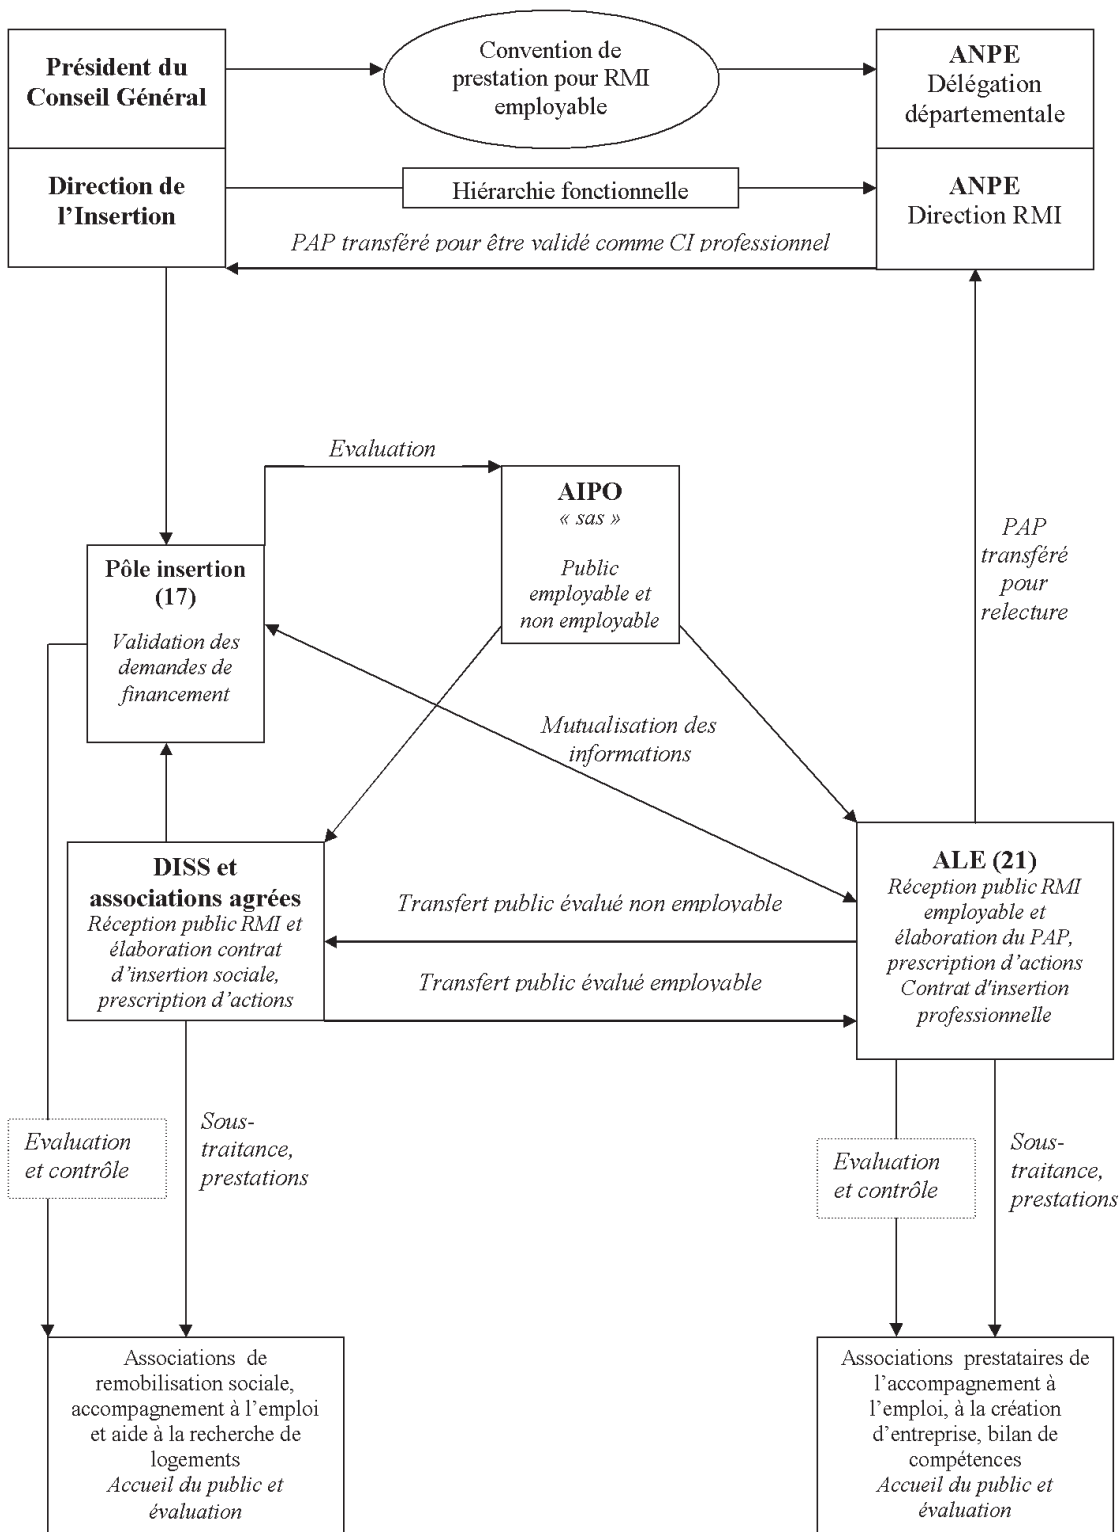 Président du
Conseil Général
Convention de
prestation pour RMI
employable
ANPE
Délégation
départementale
Direction de
l'Insertion
Hiérarchie fonctionnelle
ANPE
Direction RMI
PAP transféré pour être validé comme CI professionnel
Evaluation
AIPO
« sas »
Public
employable et
non employable
PAP
transféré
pour
relecture
Pôle insertion
(17)
Validation des
demandes de
financement
Mutualisation des
informations
DISS et
associations agrées
Réception public RMI et
élaboration contrat
d'insertion sociale,
prescription d'actions
Transfert public évalué non employable
Transfert public évalué employable
ALE (21)
Réception public RMI
employable et
élaboration du PAP,
prescription d'actions
Contrat d'insertion
professionnelle
Evaluation
et contrôle
Sous-
traitance,
prestations
Evaluation
et contrôle
Sous-
traitance,
prestations
Associations de
remobilisation sociale,
accompagnement à l'emploi
et aide à la recherche de
logements
Accueil du public et
évaluation
Associations prestataires de
l'accompagnement à
l'emploi, à la création
d'entreprise, bilan de
compétences
Accueil du public et
évaluation